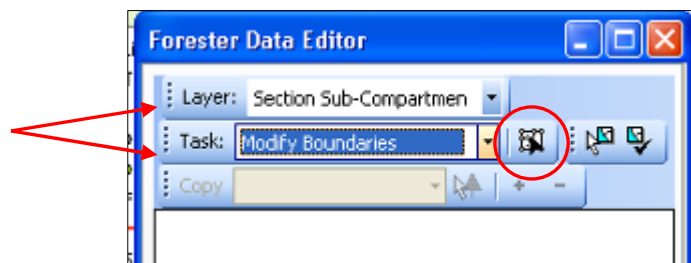 Forester Data Editor
Layer: Section Sub-Compartmen
Task: Modify Boundaries
Copy